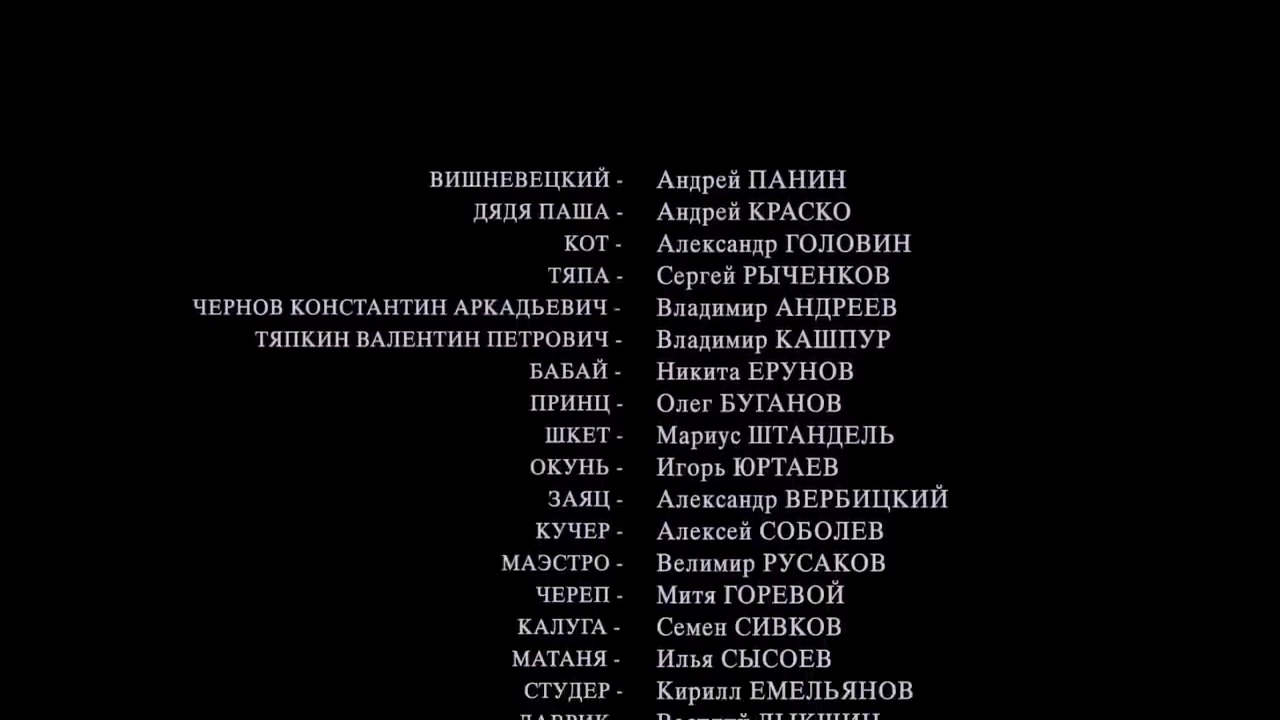 ВИШНЕВЕЦКИЙ - Андрей ПАНИН
ДЯДЯ ПАША - Андрей КРАСКО
КОТ - Александр ГОЛОВИН
ТЯПА - Сергей РЫЧЕНКОВ
ЧЕРНОВ КОНСТАНТИН АРКАДЬЕВИЧ - Владимир АНДРЕЕВ
ТЯПКИН ВАЛЕНТИН ПЕТРОВИЧ - Владимир КАШПУР
БАБАЙ - Никита ЕРУНОВ
ПРИНЦ - Олег БУГАНОВ
ШКЕТ - Мариус ШТАНДЕЛЬ
ОКУНЬ - Игорь ЮРТАЕВ
ЗАЯЦ - Александр ВЕРБИЦКИЙ
КУЧЕР - Алексей СОБОЛЕВ
МАЭСТРО - Велимир РУСАКОВ
ЧЕРЕП - Митя ГОРЕВОЙ
КАЛУГА - Семен СИВКОВ
МАТАНЯ - Илья СЫСОЕВ
СТУДЕР - Кирилл ЕМЕЛЬЯНОВ